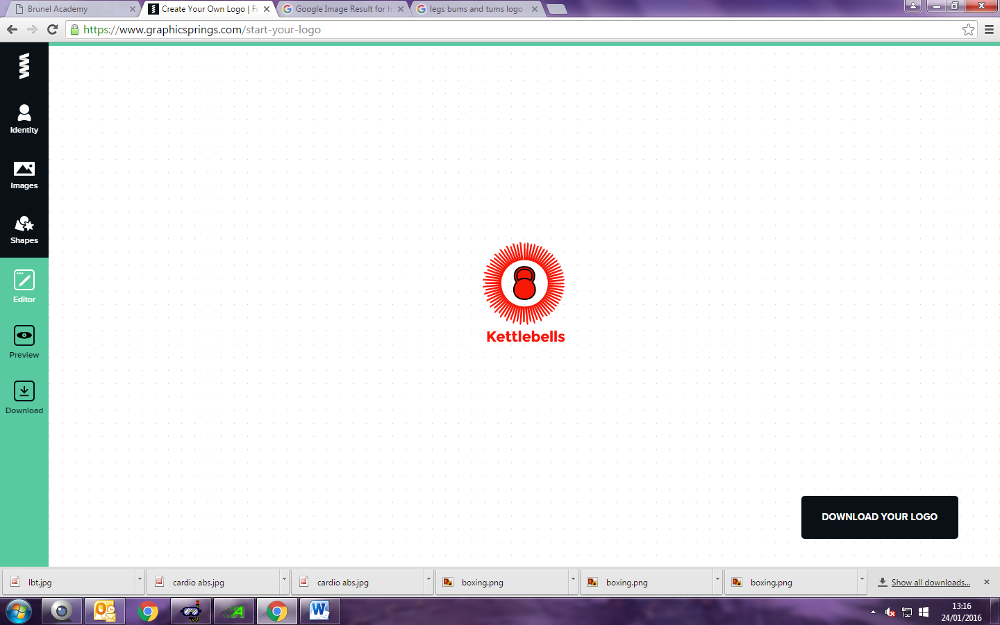 Brunel Academy
Create Your Own Logo | Fr
Google Image Result for h
legs bums and tums logo
https://www.graphicsprings.com/start-your-logo
Identity
Images
Shapes
Editor
Preview
Download
Kettlebells
DOWNLOAD YOUR LOGO
lbt.jpg
cardio abs.jpg
cardio abs.jpg
boxing.png
boxing.png
boxing.png
Show all downloads...
13:16
24/01/2016